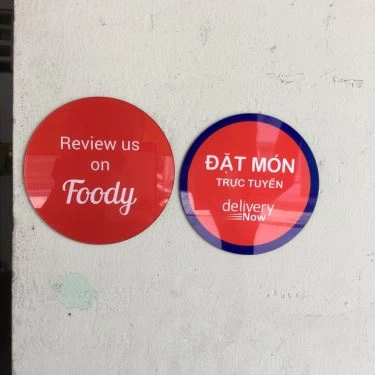 Review us
on
Foody
ĐẶT MÓN
TRỰC TUYẾN
delivery
Now